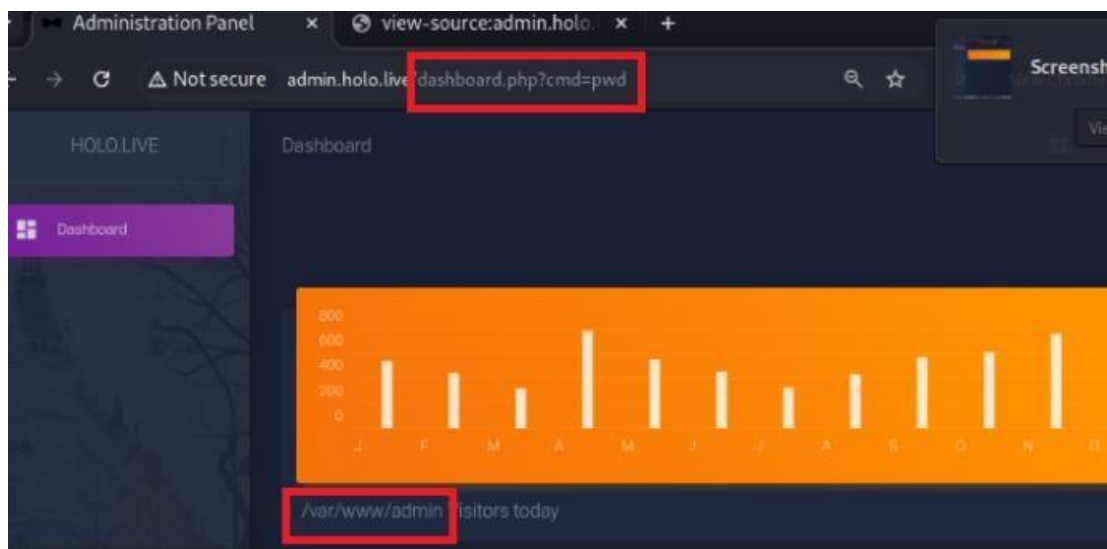 Administration Panel × view-source:admin.holo. × +
Not secure admin.holo.live/dashboard.php?cmd=pwd
Screensh
HOLO.LIVE
Dashboard
Dashboard
800
600
400
200
0
J F M A M J J A S O N D
/var/www/admin Visitors today